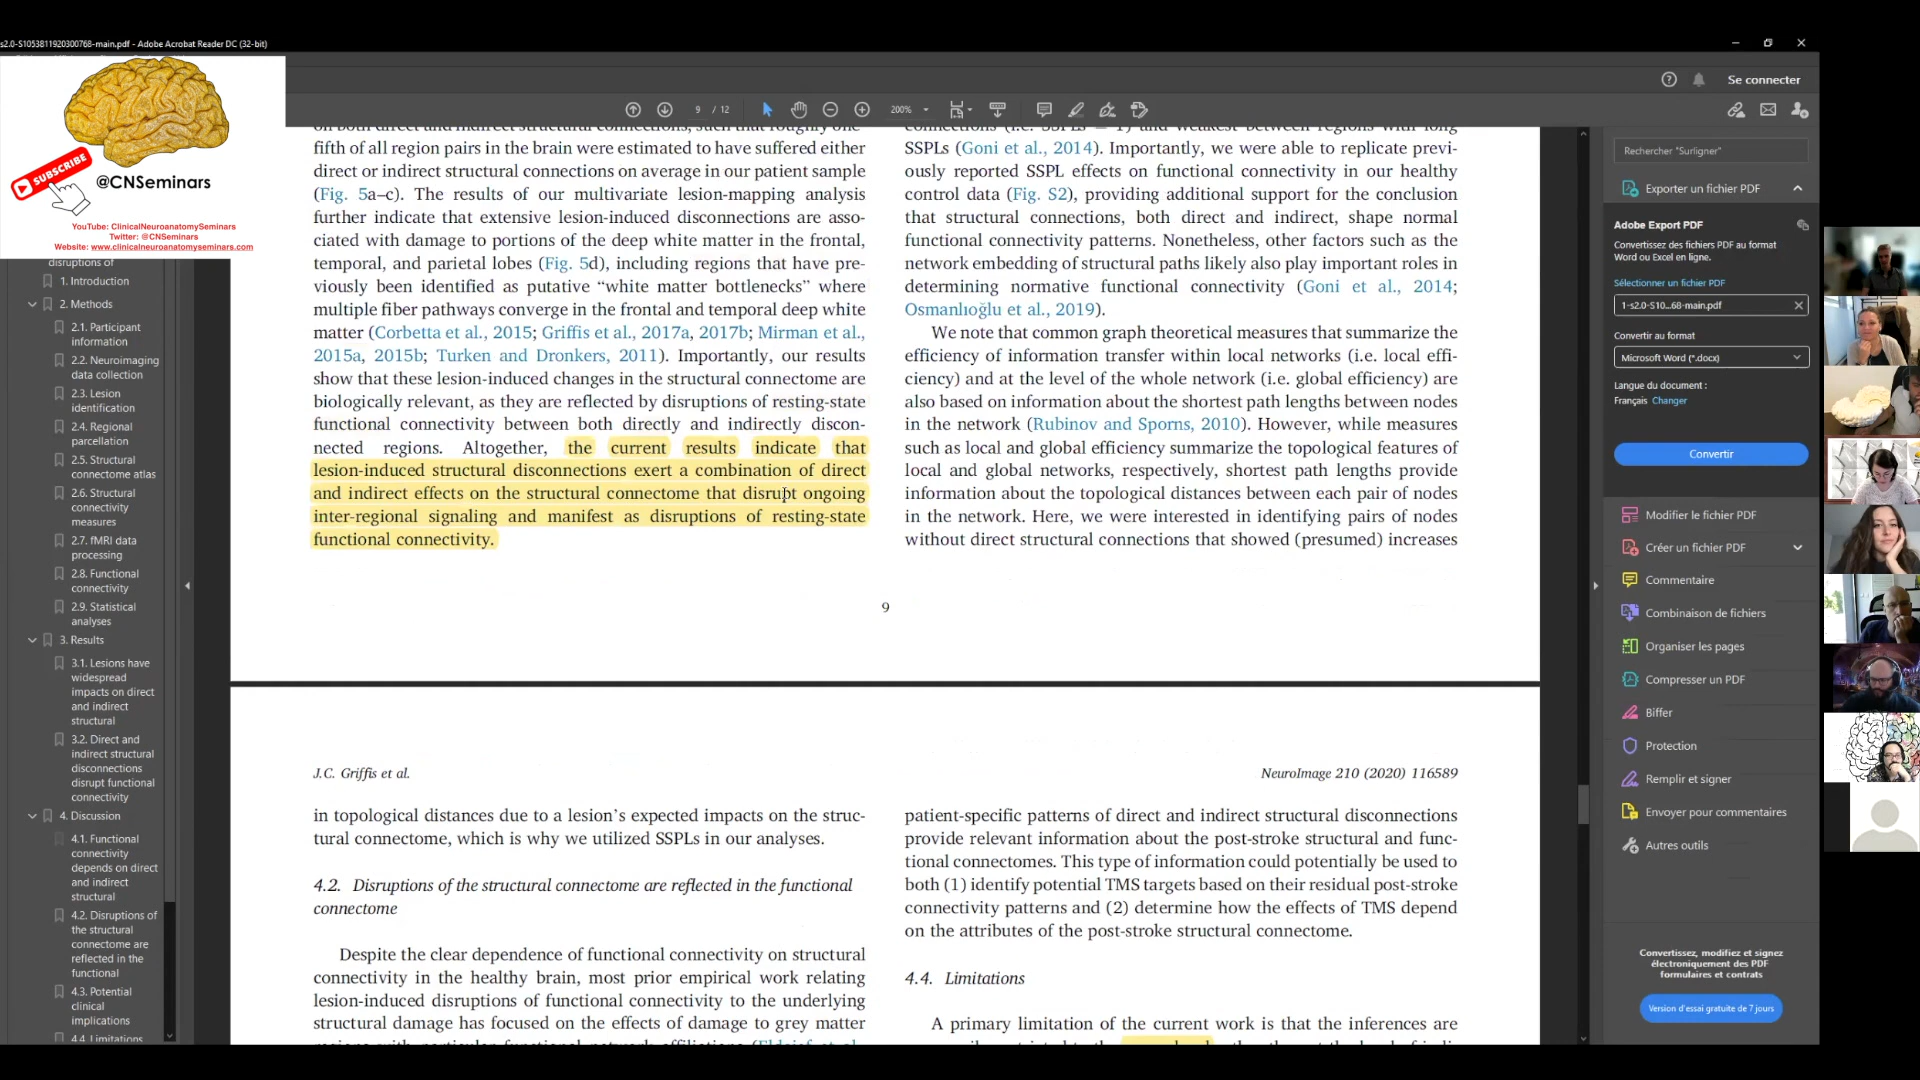 s2.0-S1053811920300768-main.pdf - Adobe Acrobat Reader DC (32-bit)
SUBSCRIBE
@CNSeminars
YouTube: ClinicalNeuroanatomySeminars
Twitter: @CNSeminars
Website: www.clinicalneuroanatomyseminars.com
Se connecter
9 / 12
200%
disruptions of
1. Introduction
2. Methods
2.1. Participant
information
2.2. Neuroimaging
data collection
2.3. Lesion
identification
2.4. Regional
parcellation
2.5. Structural
connectome atlas
2.6. Structural
connectivity
measures
2.7. fMRI data
processing
2.8. Functional
connectivity
2.9. Statistical
analyses
3. Results
3.1. Lesions have
widespread
impacts on direct
and indirect
structural
3.2. Direct and
indirect structural
disconnections
disrupt functional
connectivity
4. Discussion
4.1. Functional
connectivity
depends on direct
and indirect
structural
4.2. Disruptions of
the structural
connectome are
reflected in the
functional
4.3. Potential
clinical
implications
4.4. Limitations
on both direct and indirect structural connections, such that roughly one-
fifth of all region pairs in the brain were estimated to have suffered either
direct or indirect structural connections on average in our patient sample
(Fig. 5a–c). The results of our multivariate lesion-mapping analysis
further indicate that extensive lesion-induced disconnections are asso-
ciated with damage to portions of the deep white matter in the frontal,
temporal, and parietal lobes (Fig. 5d), including regions that have pre-
viously been identified as putative “white matter bottlenecks” where
multiple fiber pathways converge in the frontal and temporal deep white
matter (Corbetta et al., 2015; Griffis et al., 2017a, 2017b; Mirman et al.,
2015a, 2015b; Turken and Dronkers, 2011). Importantly, our results
show that these lesion-induced changes in the structural connectome are
biologically relevant, as they are reflected by disruptions of resting-state
functional connectivity between both directly and indirectly discon-
nected regions. Altogether, the current results indicate that
lesion-induced structural disconnections exert a combination of direct
and indirect effects on the structural connectome that disrupt ongoing
inter-regional signaling and manifest as disruptions of resting-state
functional connectivity.
connections (i.e. SSPLs = 1) and weakest between regions with long
SSPLs (Goni et al., 2014). Importantly, we were able to replicate previ-
ously reported SSPL effects on functional connectivity in our healthy
control data (Fig. S2), providing additional support for the conclusion
that structural connections, both direct and indirect, shape normal
functional connectivity patterns. Nonetheless, other factors such as the
network embedding of structural paths likely also play important roles in
determining normative functional connectivity (Goni et al., 2014;
Osmanlıoğlu et al., 2019).
We note that common graph theoretical measures that summarize the
efficiency of information transfer within local networks (i.e. local effi-
ciency) and at the level of the whole network (i.e. global efficiency) are
also based on information about the shortest path lengths between nodes
in the network (Rubinov and Sporns, 2010). However, while measures
such as local and global efficiency summarize the topological features of
local and global networks, respectively, shortest path lengths provide
information about the topological distances between each pair of nodes
in the network. Here, we were interested in identifying pairs of nodes
without direct structural connections that showed (presumed) increases
9
J.C. Griffis et al.
NeuroImage 210 (2020) 116589
in topological distances due to a lesion’s expected impacts on the struc-
tural connectome, which is why we utilized SSPLs in our analyses.
4.2. Disruptions of the structural connectome are reflected in the functional
connectome
Despite the clear dependence of functional connectivity on structural
connectivity in the healthy brain, most prior empirical work relating
lesion-induced disruptions of functional connectivity to the underlying
structural damage has focused on the effects of damage to grey matter
patient-specific patterns of direct and indirect structural disconnections
provide relevant information about the post-stroke structural and func-
tional connectomes. This type of information could potentially be used to
both (1) identify potential TMS targets based on their residual post-stroke
connectivity patterns and (2) determine how the effects of TMS depend
on the attributes of the post-stroke structural connectome.
4.4. Limitations
A primary limitation of the current work is that the inferences are
Rechercher "Surligner"
Exporter un fichier PDF
Adobe Export PDF
Convertissez des fichiers PDF au format
Word ou Excel en ligne.
Sélectionner un fichier PDF
1-s2.0-S10...68-main.pdf
Convertir au format
Microsoft Word (*.docx)
Langue du document :
Français Changer
Convertir
Modifier le fichier PDF
Créer un fichier PDF
Commentaire
Combinaison de fichiers
Organiser les pages
Compresser un PDF
Biffer
Protection
Remplir et signer
Envoyer pour commentaires
Autres outils
Convertissez, modifiez et signez
électroniquement des PDF
formulaires et contrats
Version d'essai gratuite de 7 jours